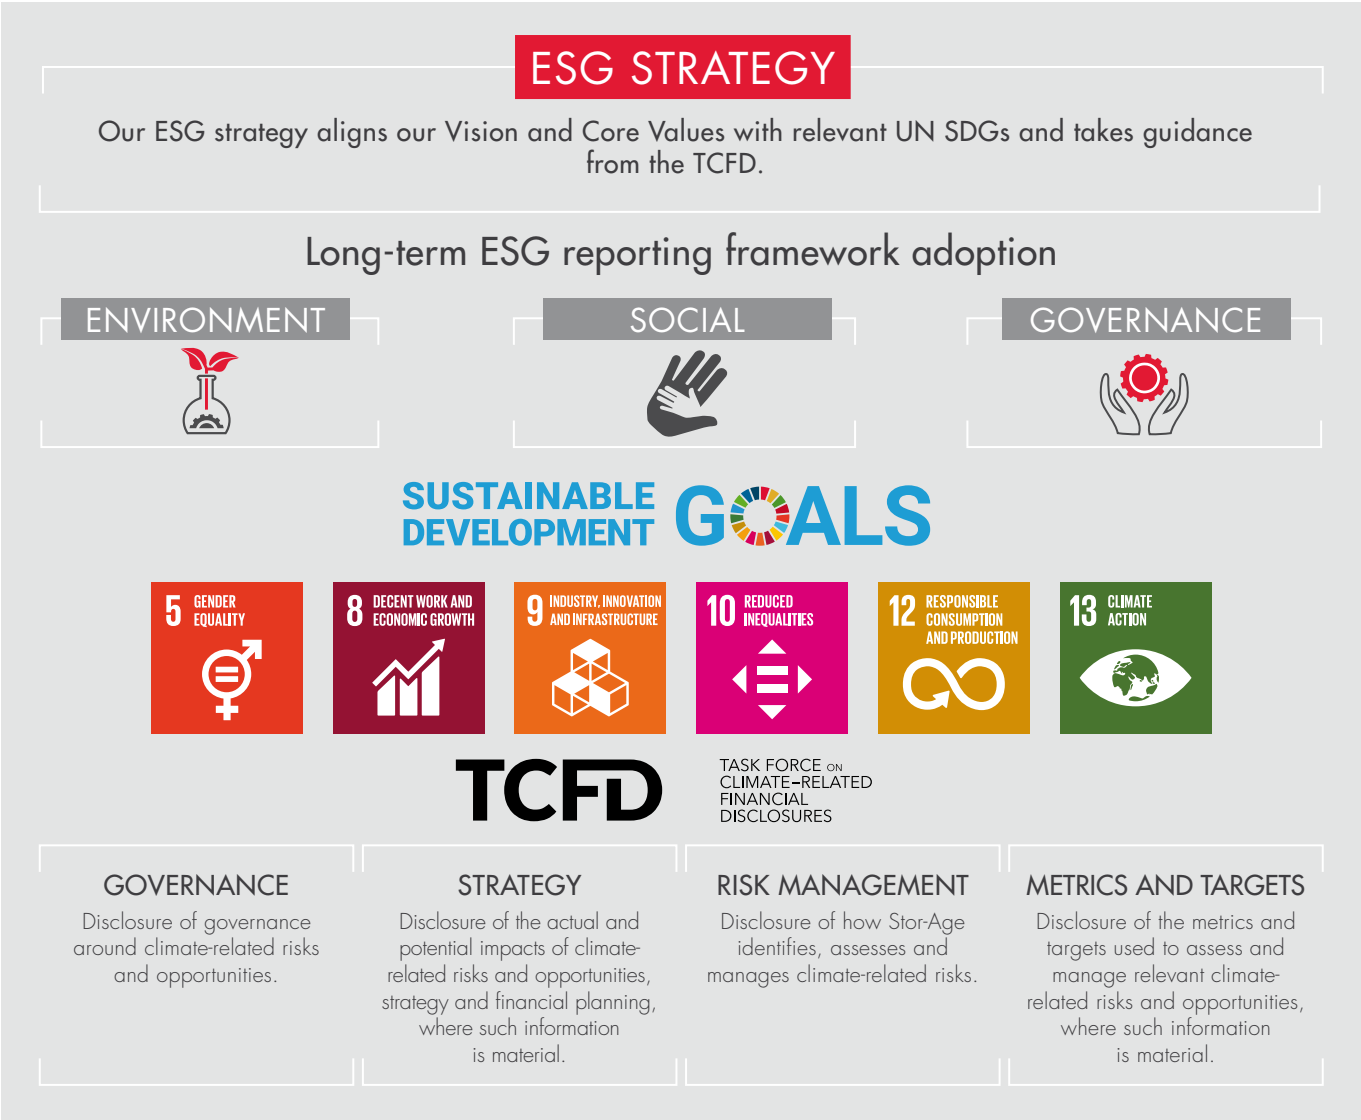 ESG STRATEGY
Our ESG strategy aligns our Vision and Core Values with relevant UN SDGs and takes guidance
from the TCFD.
Long-term ESG reporting framework adoption
ENVIRONMENT
SOCIAL
GOVERNANCE
SUSTAINABLE
DEVELOPMENT
GOALS
5 GENDER
EQUALITY
8 DECENT WORK AND
ECONOMIC GROWTH
9 INDUSTRY, INNOVATION
AND INFRASTRUCTURE
10 REDUCED
INEQUALITIES
12 RESPONSIBLE
CONSUMPTION
AND PRODUCTION
13 CLIMATE
ACTION
TCFD
TASK FORCE ON
CLIMATE-RELATED
FINANCIAL
DISCLOSURES
GOVERNANCE
Disclosure of governance
around climate-related risks
and opportunities.
STRATEGY
Disclosure of the actual and
potential impacts of climate-
related risks and opportunities,
strategy and financial planning,
where such information
is material.
RISK MANAGEMENT
Disclosure of how Stor-Age
identifies, assesses and
manages climate-related risks.
METRICS AND TARGETS
Disclosure of the metrics and
targets used to assess and
manage relevant climate-
related risks and opportunities,
where such information
is material.